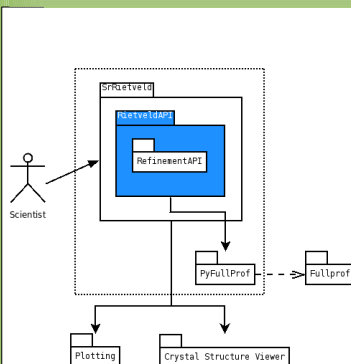 SrRietveld
RietveldAPI
RefinementAPI
Scientist
PyFullProf
Fullprof
Plotting
Crystal Structure Viewer